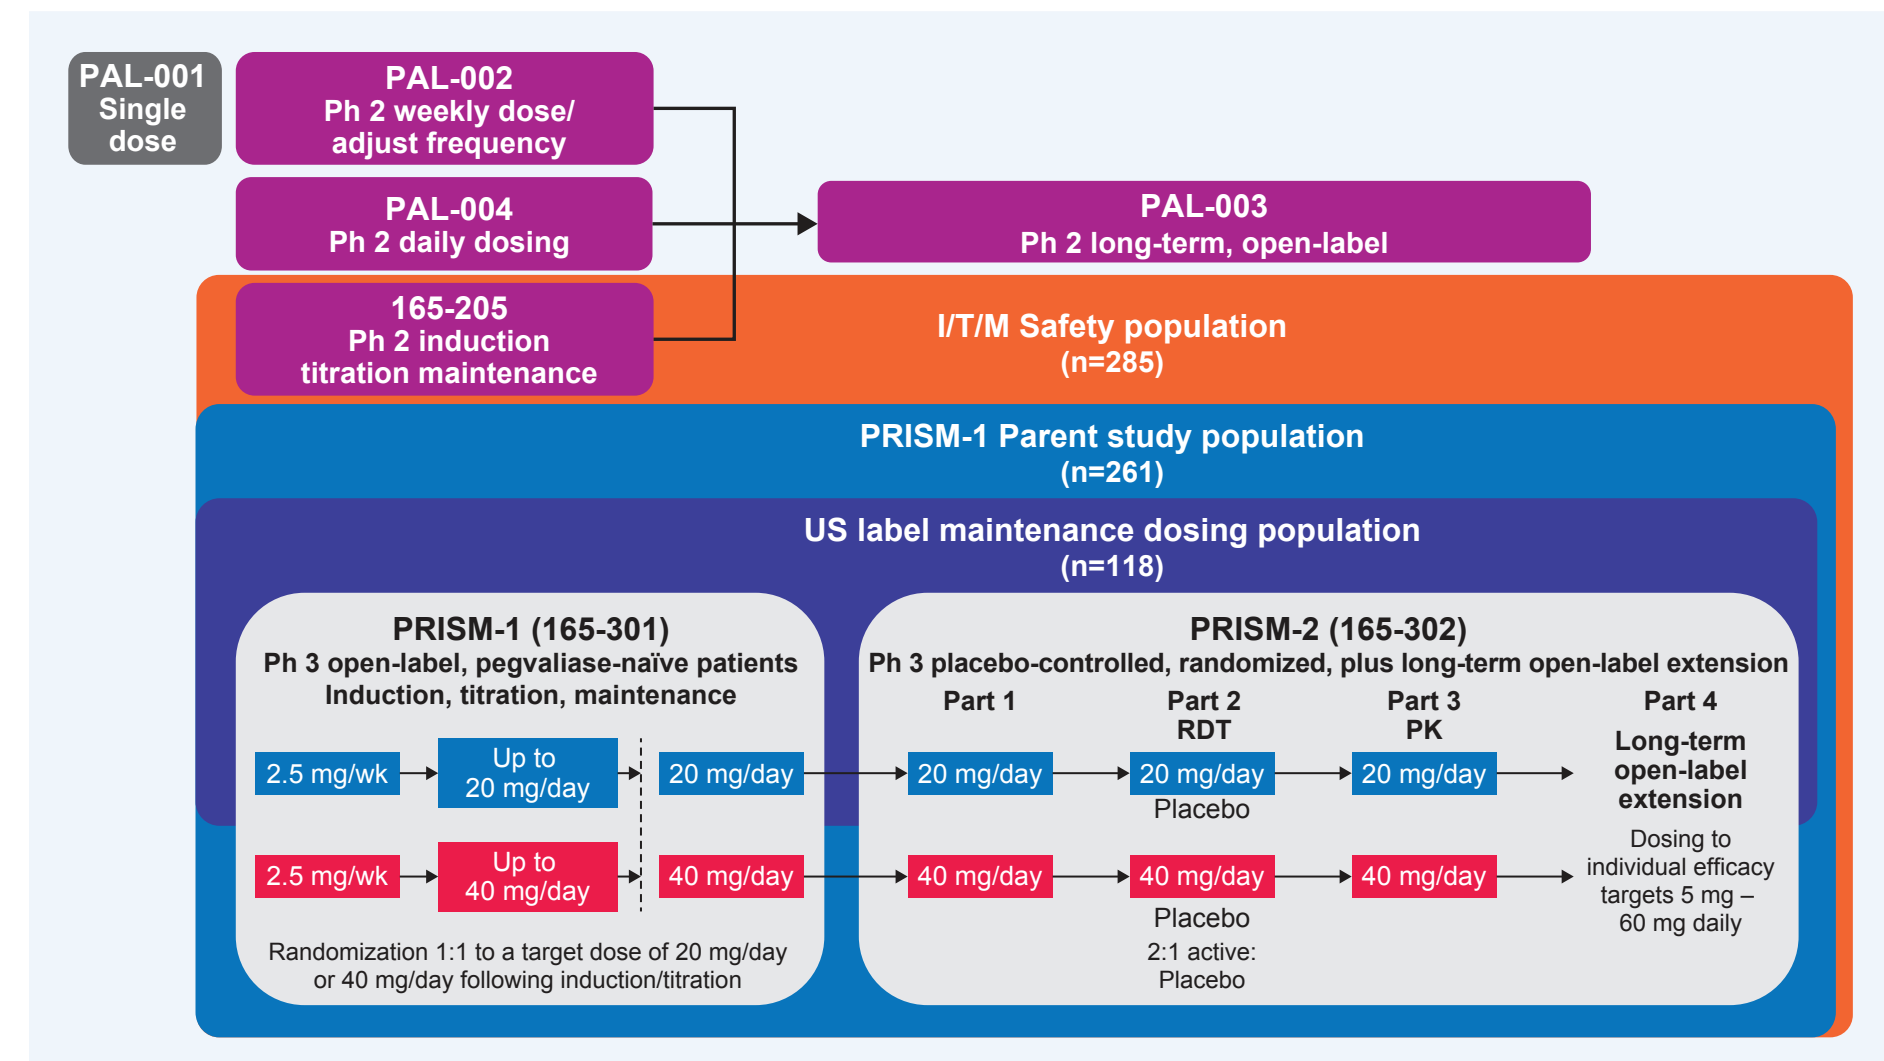 PAL-001
Single
dose
PAL-002
Ph 2 weekly dose/
adjust frequency
PAL-004
Ph 2 daily dosing
PAL-003
Ph 2 long-term, open-label
165-205
Ph 2 induction
titration maintenance
I/T/M Safety population
(n=285)
PRISM-1 Parent study population
(n=261)
US label maintenance dosing population
(n=118)
PRISM-1 (165-301)
Ph 3 open-label, pegvaliase-naïve patients
Induction, titration, maintenance
2.5 mg/wk
Up to
20 mg/day
20 mg/day
2.5 mg/wk
Up to
40 mg/day
40 mg/day
Randomization 1:1 to a target dose of 20 mg/day
or 40 mg/day following induction/titration
PRISM-2 (165-302)
Ph 3 placebo-controlled, randomized, plus long-term open-label extension
Part 1
Part 2
RDT
Part 3
PK
Part 4
20 mg/day
20 mg/day
Placebo
20 mg/day
Long-term
open-label
extension
40 mg/day
40 mg/day
Placebo
2:1 active:
Placebo
40 mg/day
Dosing to
individual efficacy
targets 5 mg –
60 mg daily